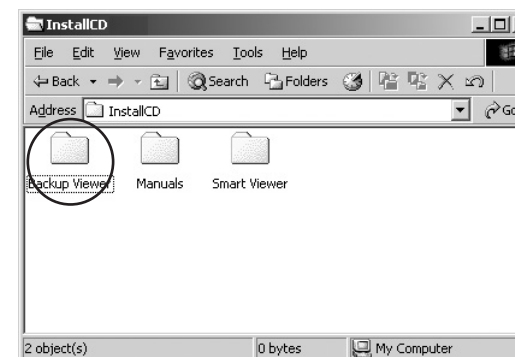 InstallCD
File Edit View Favorites Tools Help
Back Search Folders
Address InstallCD Go
Backup Viewer Manuals Smart Viewer
2 object(s) 0 bytes My Computer